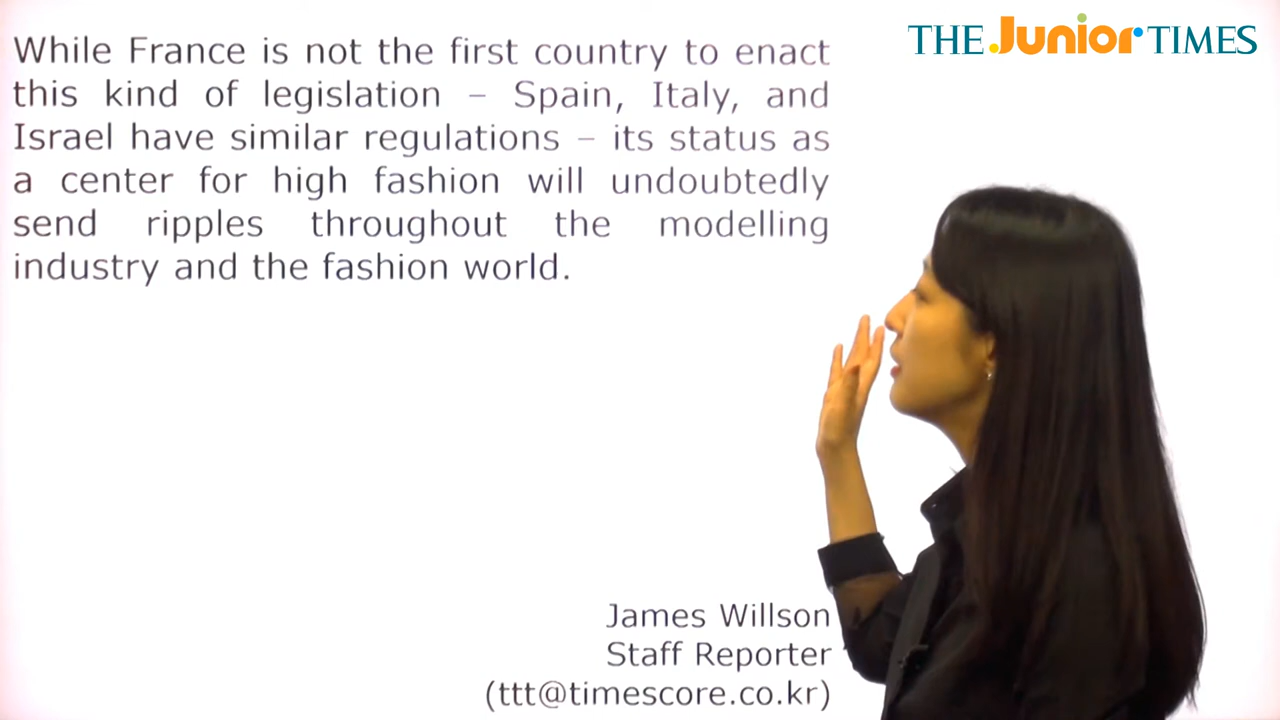 THE Junior TIMES
While France is not the first country to enact
this kind of legislation – Spain, Italy, and
Israel have similar regulations – its status as
a center for high fashion will undoubtedly
send ripples throughout the modelling
industry and the fashion world.
James Willson
Staff Reporter
(ttt@timescore.co.kr)